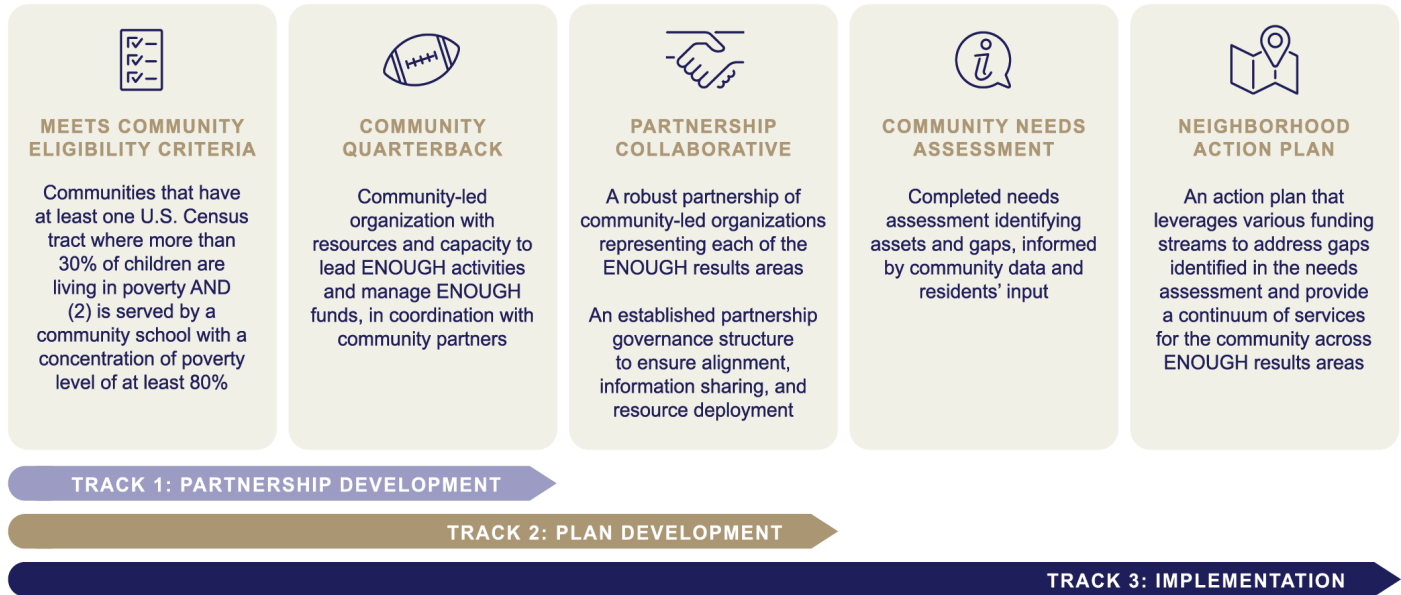 MEETS COMMUNITY
ELIGIBILITY CRITERIA
Communities that have
at least one U.S. Census
tract where more than
30% of children are
living in poverty AND
(2) is served by a
community school with a
concentration of poverty
level of at least 80%
COMMUNITY
QUARTERBACK
Community-led
organization with
resources and capacity to
lead ENOUGH activities
and manage ENOUGH
funds, in coordination with
community partners
PARTNERSHIP
COLLABORATIVE
A robust partnership of
community-led organizations
representing each of the
ENOUGH results areas
An established partnership
governance structure
to ensure alignment,
information sharing, and
resource deployment
COMMUNITY NEEDS
ASSESSMENT
Completed needs
assessment identifying
assets and gaps, informed
by community data and
residents’ input
NEIGHBORHOOD
ACTION PLAN
An action plan that
leverages various funding
streams to address gaps
identified in the needs
assessment and provide
a continuum of services
for the community across
ENOUGH results areas
TRACK 1: PARTNERSHIP DEVELOPMENT
TRACK 2: PLAN DEVELOPMENT
TRACK 3: IMPLEMENTATION